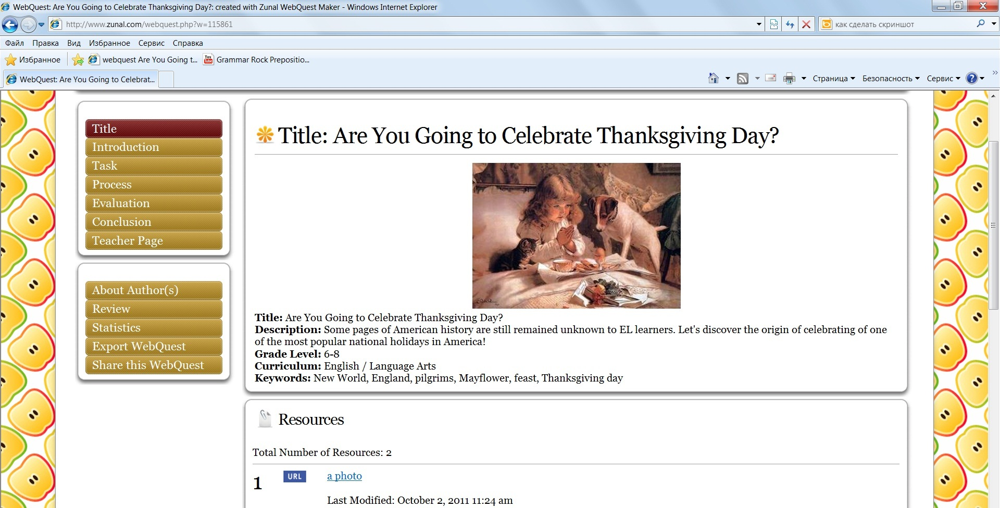 WebQuest: Are You Going to Celebrate Thanksgiving Day?: created with Zunal WebQuest Maker - Windows Internet Explorer
http://www.zunal.com/webquest.php?w=115861
как сделать скриншот
Файл Правка Вид Избранное Сервис Справка
Избранное webquest Are You Going t... You Tube Grammar Rock Prepositio...
WebQuest: Are You Going to Celebrat...
Страница Безопасность Сервис
Title
Introduction
Task
Process
Evaluation
Conclusion
Teacher Page
About Author(s)
Review
Statistics
Export WebQuest
Share this WebQuest
Title: Are You Going to Celebrate Thanksgiving Day?
Title: Are You Going to Celebrate Thanksgiving Day?
Description: Some pages of American history are still remained unknown to EL learners. Let's discover the origin of celebrating of one
of the most popular national holidays in America!
Grade Level: 6-8
Curriculum: English / Language Arts
Keywords: New World, England, pilgrims, Mayflower, feast, Thanksgiving day
Resources
Total Number of Resources: 2
1 URL a photo
Last Modified: October 2, 2011 11:24 am